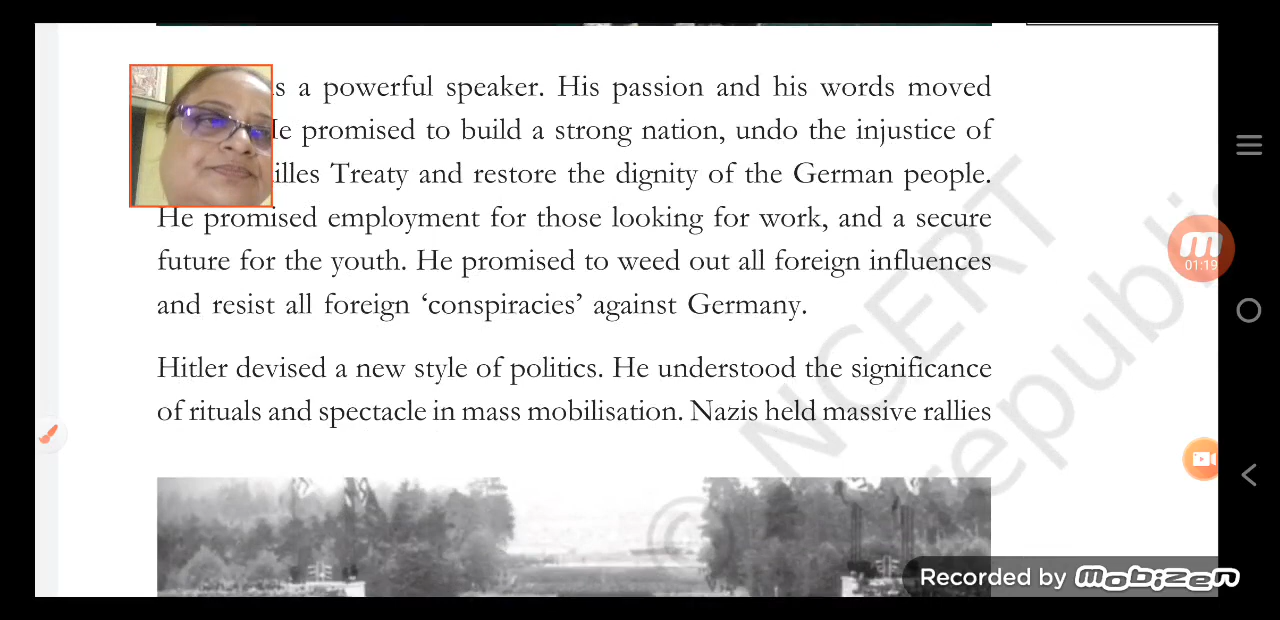 s a powerful speaker. His passion and his words moved
He promised to build a strong nation, undo the injustice of
illes Treaty and restore the dignity of the German people.
He promised employment for those looking for work, and a secure
future for the youth. He promised to weed out all foreign influences
and resist all foreign ‘conspiracies’ against Germany.
Hitler devised a new style of politics. He understood the significance
of rituals and spectacle in mass mobilisation. Nazis held massive rallies
© NCERT
republis
m
01:19
Recorded by mobizen